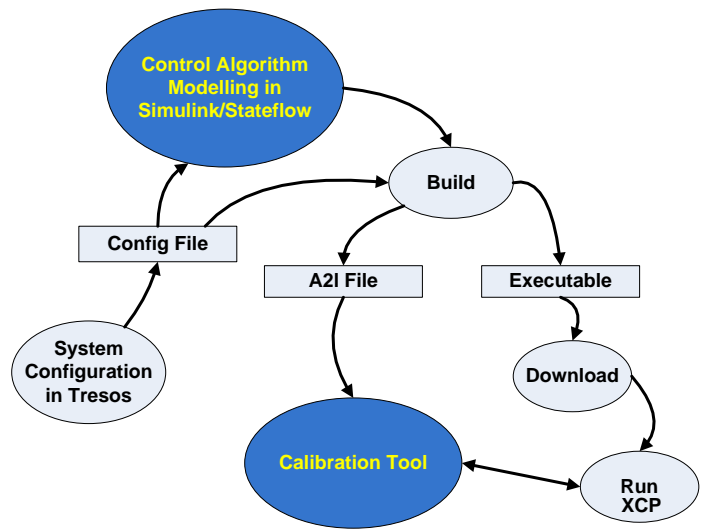 Control Algorithm
Modelling in
Simulink/Stateflow
Build
Config File
A2l File
Executable
System
Configuration
in Tresos
Download
Calibration Tool
Run
XCP